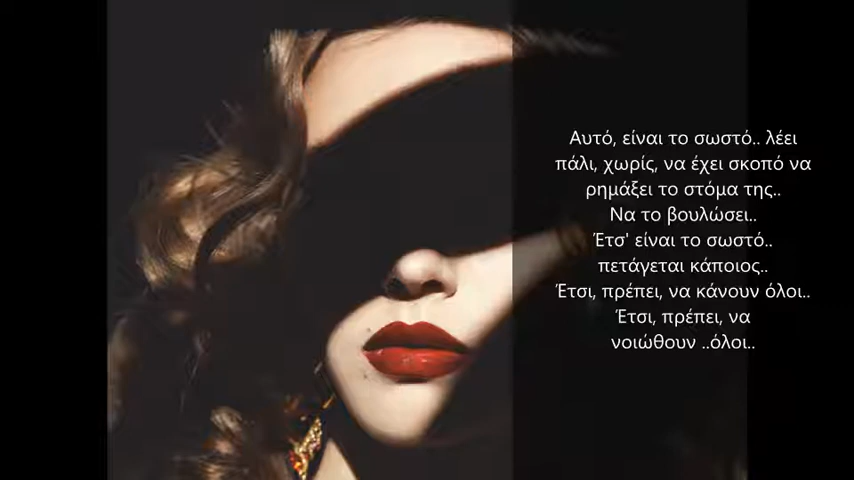 Αυτό, είναι το σωστό.. λέει
πάλι, χωρίς, να έχει σκοπό να
ρημάξει το στόμα της..
Να το βουλώσει..
Έτσ' είναι το σωστό..
πετάγεται κάποιος..
Έτσι, πρέπει, να κάνουν όλοι..
Έτσι, πρέπει, να
νοιώθουν ..όλοι..